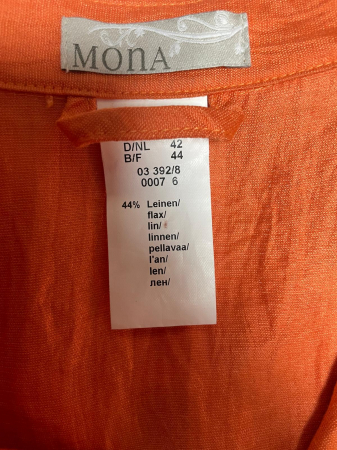 MONA
D/NL 42
B/F 44
03 392/8
0007 6
44% Leinen/
flax/
lin/
linnen/
pellavaa/
l'an/
len/
лен/